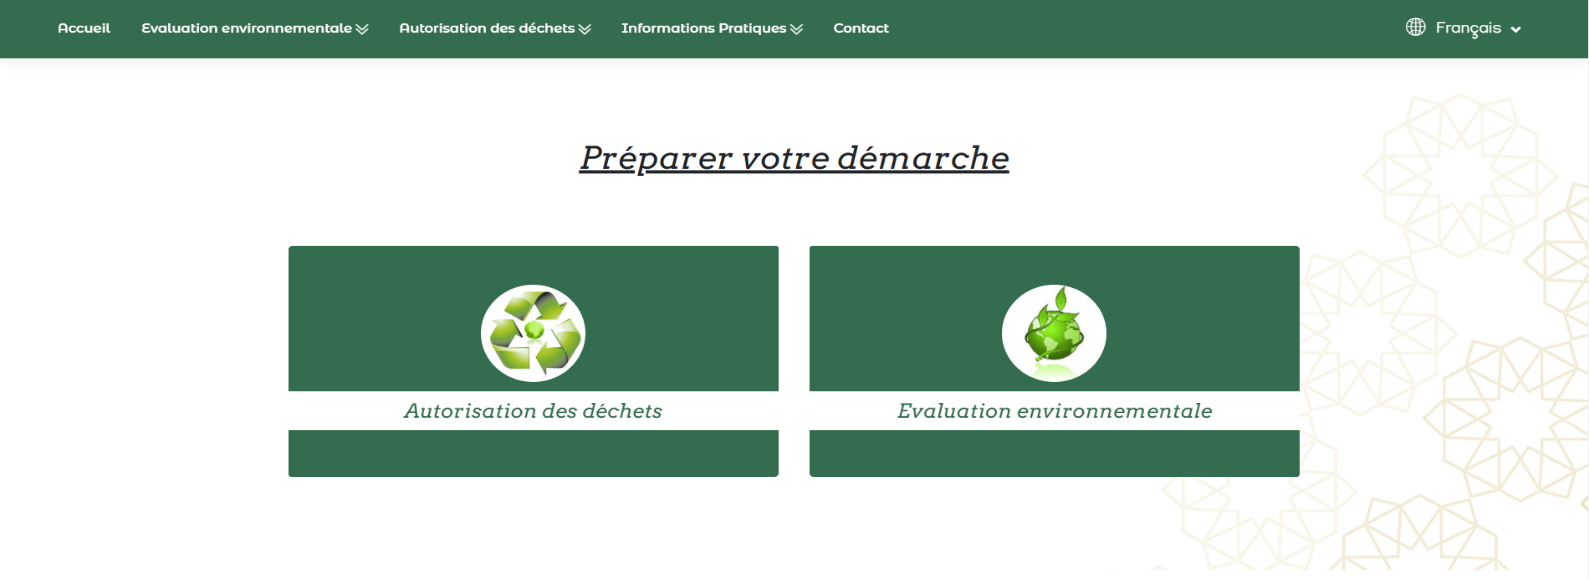 Accueil Evaluation environnementale Autorisation des déchets Informations Pratiques Contact Français
Préparer votre démarche
Autorisation des déchets Evaluation environnementale